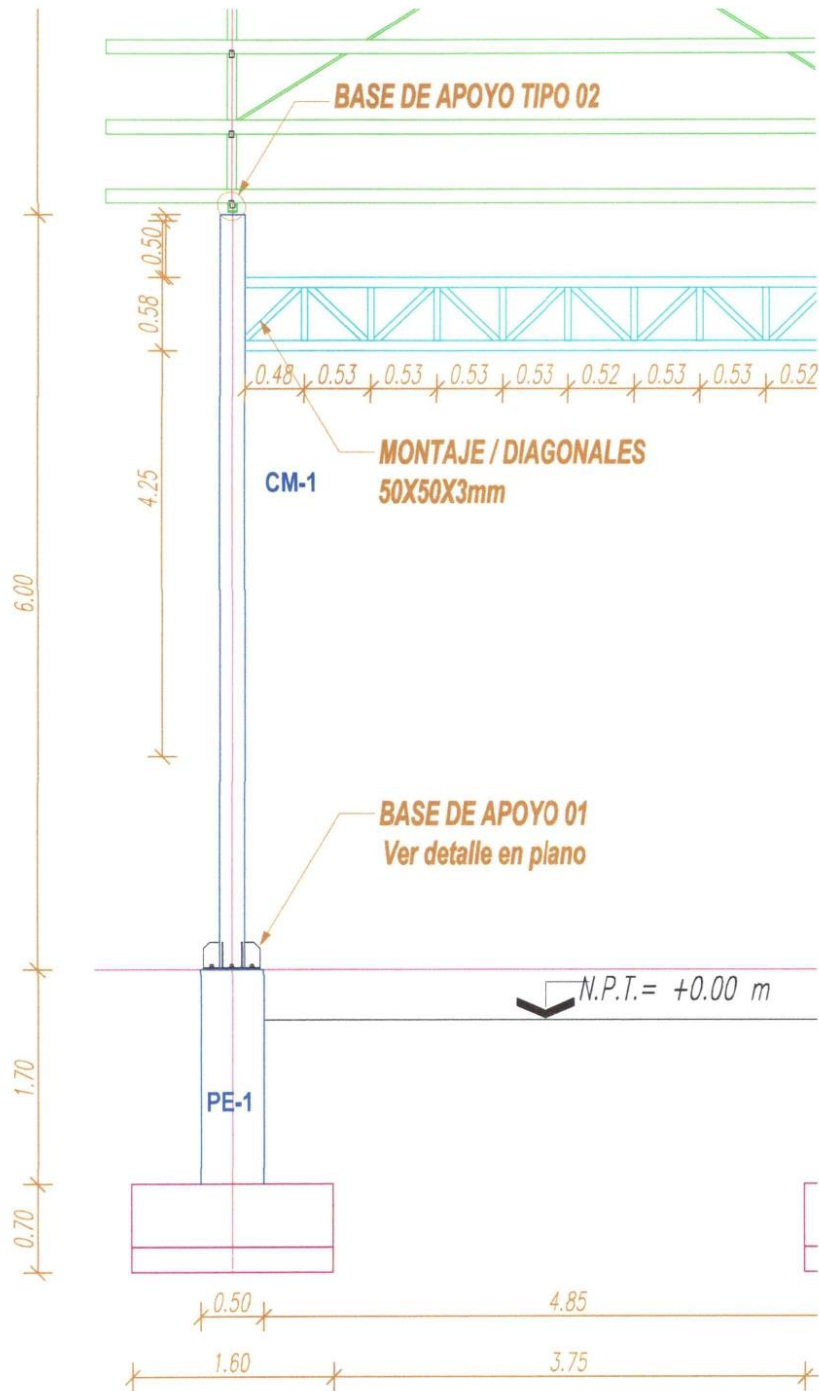 BASE DE APOYO TIPO 02
0.50
0.58
0.48 0.53 0.53 0.53 0.53 0.52 0.53 0.53 0.52
MONTAJE / DIAGONALES
50X50X3mm
CM-1
4.25
6.00
BASE DE APOYO 01
Ver detalle en plano
N.P.T.= +0.00 m
1.70
PE-1
0.70
0.50 4.85
1.60 3.75